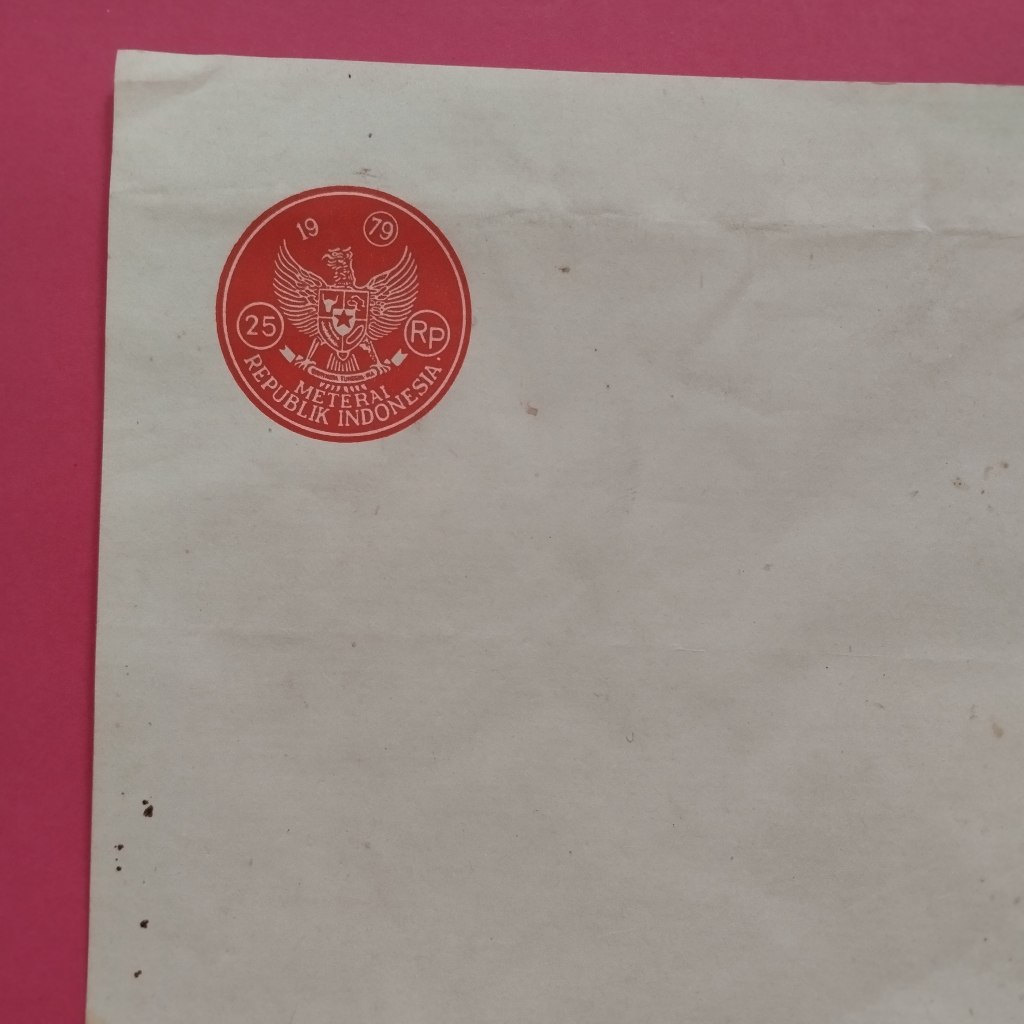 19 79
25 RP
METERAI
REPUBLIK INDONESIA